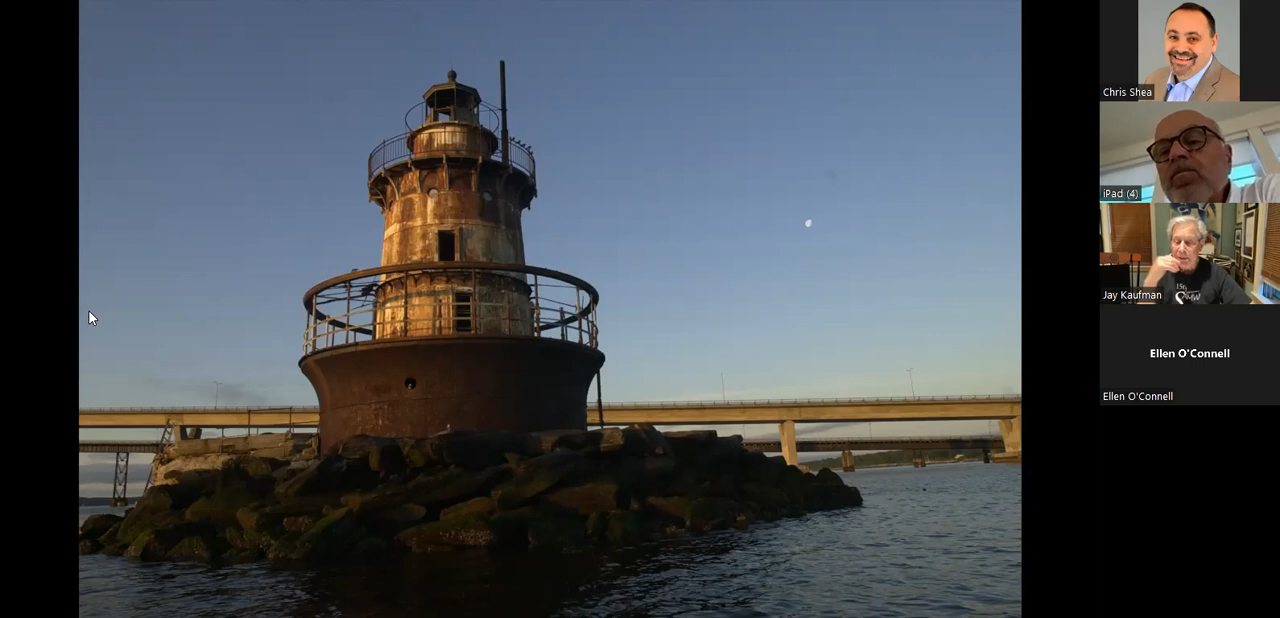 Chris Shea
iPad (4)
Jay Kaufman
Ellen O'Connell
Ellen O'Connell